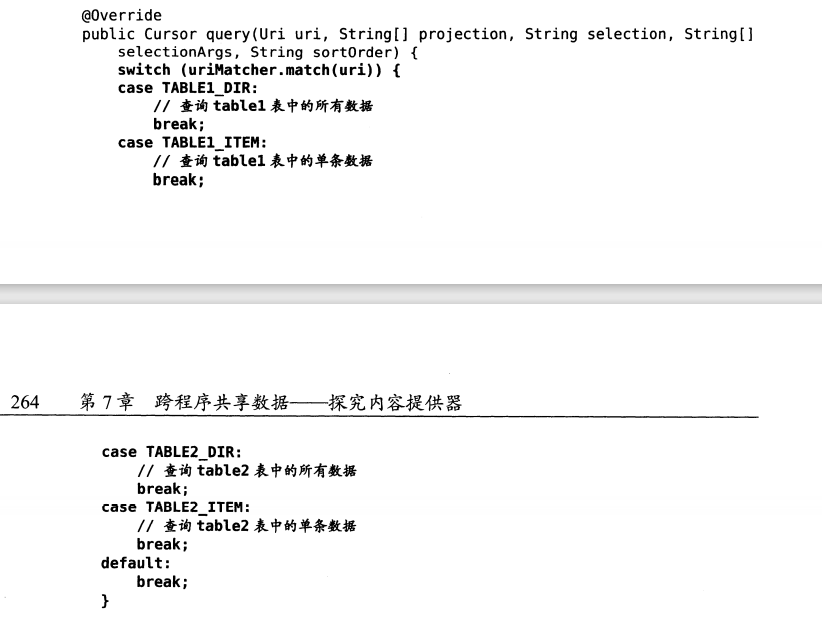 @Override
public Cursor query(Uri uri, String[] projection, String selection, String[]
    selectionArgs, String sortOrder) {
    switch (uriMatcher.match(uri)) {
    case TABLE1_DIR:
        // 查询 table1 表中的所有数据
        break;
    case TABLE1_ITEM:
        // 查询 table1 表中的单条数据
        break;
264 第 7 章 跨程序共享数据——探究内容提供器
    case TABLE2_DIR:
        // 查询 table2 表中的所有数据
        break;
    case TABLE2_ITEM:
        // 查询 table2 表中的单条数据
        break;
    default:
        break;
    }